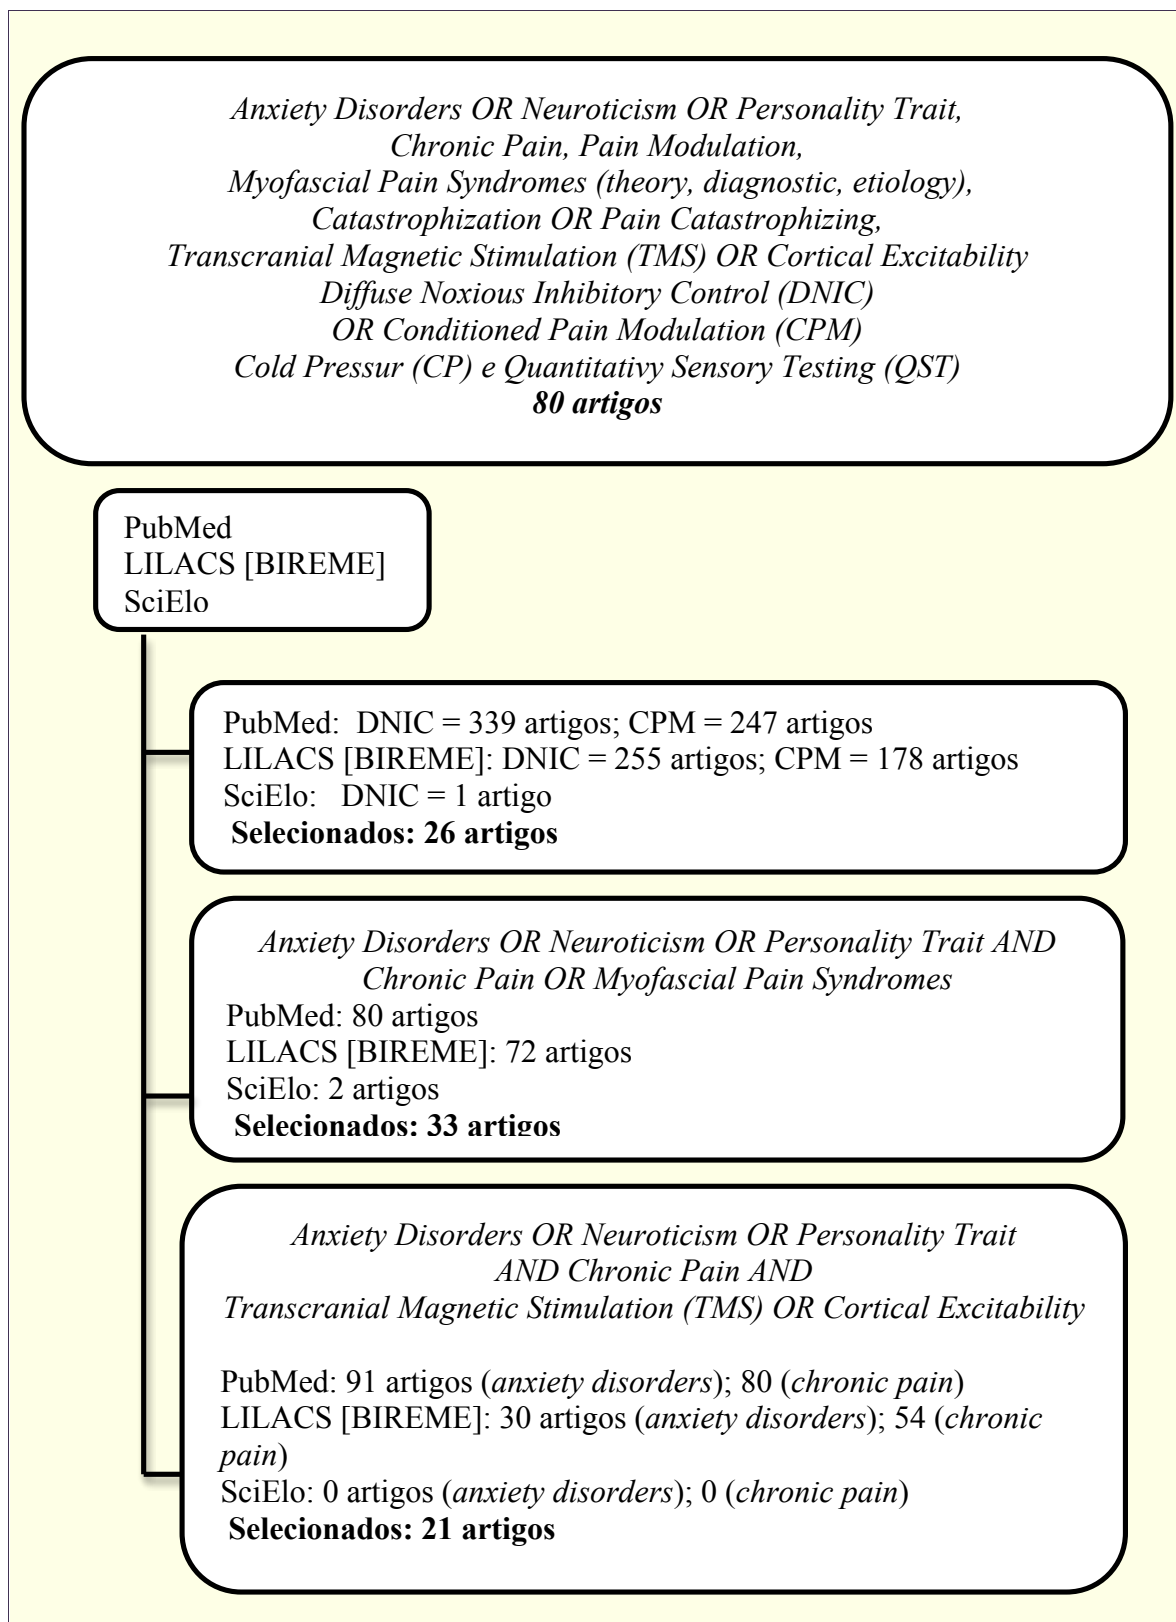 Anxiety Disorders OR Neuroticism OR Personality Trait,
Chronic Pain, Pain Modulation,
Myofascial Pain Syndromes (theory, diagnostic, etiology),
Catastrophization OR Pain Catastrophizing,
Transcranial Magnetic Stimulation (TMS) OR Cortical Excitability
Diffuse Noxious Inhibitory Control (DNIC)
OR Conditioned Pain Modulation (CPM)
Cold Pressur (CP) e Quantitativy Sensory Testing (QST)
80 artigos
PubMed
LILACS [BIREME]
SciElo
PubMed: DNIC = 339 artigos; CPM = 247 artigos
LILACS [BIREME]: DNIC = 255 artigos; CPM = 178 artigos
SciElo: DNIC = 1 artigo
Selecionados: 26 artigos
Anxiety Disorders OR Neuroticism OR Personality Trait AND
Chronic Pain OR Myofascial Pain Syndromes
PubMed: 80 artigos
LILACS [BIREME]: 72 artigos
SciElo: 2 artigos
Selecionados: 33 artigos
Anxiety Disorders OR Neuroticism OR Personality Trait
AND Chronic Pain AND
Transcranial Magnetic Stimulation (TMS) OR Cortical Excitability
PubMed: 91 artigos (anxiety disorders); 80 (chronic pain)
LILACS [BIREME]: 30 artigos (anxiety disorders); 54 (chronic
pain)
SciElo: 0 artigos (anxiety disorders); 0 (chronic pain)
Selecionados: 21 artigos